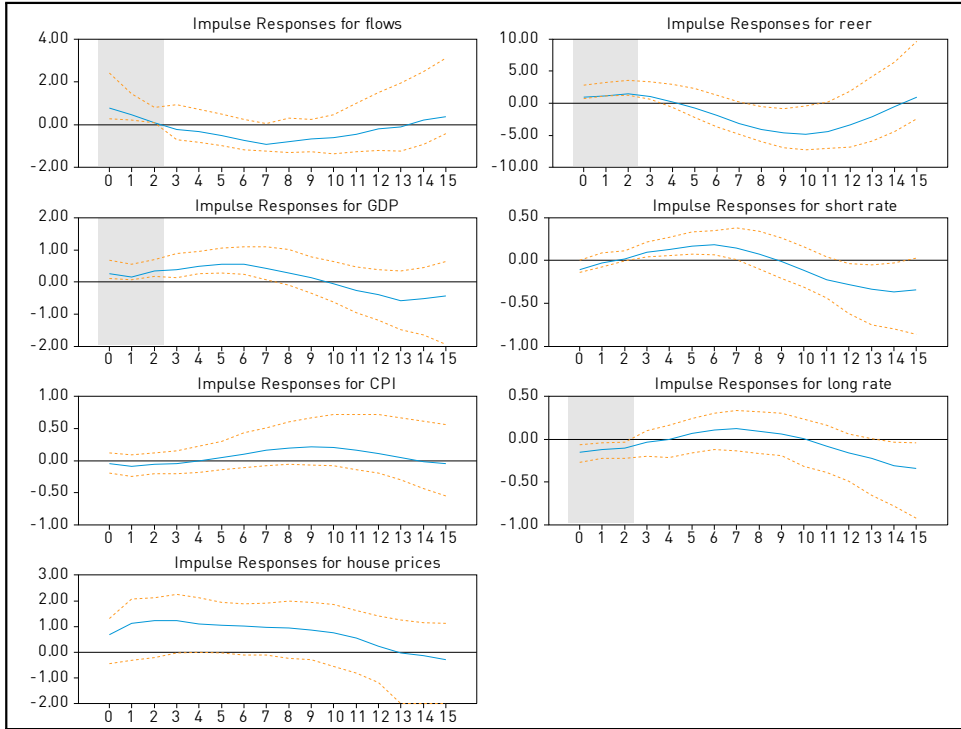 Impulse Responses for flows
4.00
2.00
0.00
-2.00
0 1 2 3 4 5 6 7 8 9 10 11 12 13 14 15
Impulse Responses for reer
10.00
5.00
0.00
-5.00
-10.00
0 1 2 3 4 5 6 7 8 9 10 11 12 13 14 15
Impulse Responses for GDP
2.00
1.00
0.00
-1.00
-2.00
0 1 2 3 4 5 6 7 8 9 10 11 12 13 14 15
Impulse Responses for short rate
0.50
0.00
-0.50
-1.00
0 1 2 3 4 5 6 7 8 9 10 11 12 13 14 15
Impulse Responses for CPI
1.00
0.50
0.00
-0.50
-1.00
0 1 2 3 4 5 6 7 8 9 10 11 12 13 14 15
Impulse Responses for long rate
0.50
0.00
-0.50
-1.00
0 1 2 3 4 5 6 7 8 9 10 11 12 13 14 15
Impulse Responses for house prices
3.00
2.00
1.00
0.00
-1.00
-2.00
0 1 2 3 4 5 6 7 8 9 10 11 12 13 14 15